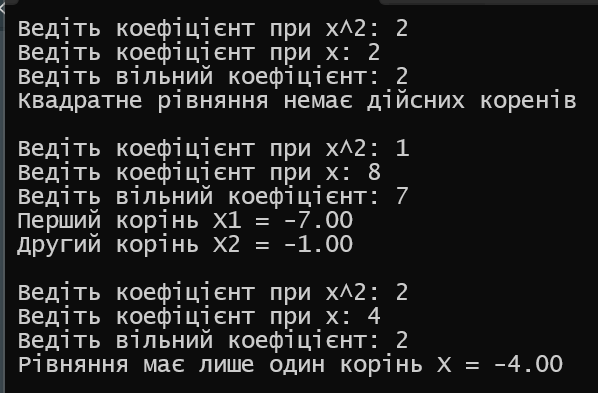 Ведіть коефіцієнт при x^2: 2
Ведіть коефіцієнт при x: 2
Ведіть вільний коефіцієнт: 2
Квадратне рівняння немає дійсних коренів
Ведіть коефіцієнт при x^2: 1
Ведіть коефіцієнт при x: 8
Ведіть вільний коефіцієнт: 7
Перший корінь X1 = -7.00
Другий корінь X2 = -1.00
Ведіть коефіцієнт при x^2: 2
Ведіть коефіцієнт при x: 4
Ведіть вільний коефіцієнт: 2
Рівняння має лише один корінь X = -4.00